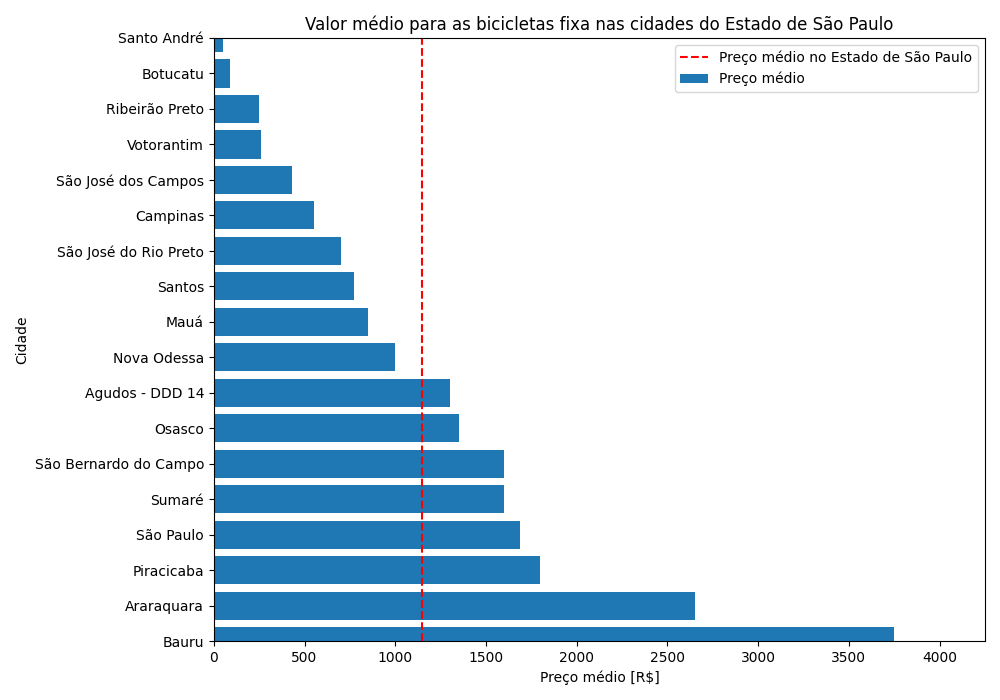 Valor médio para as bicicletas fixa nas cidades do Estado de São Paulo
Preço médio no Estado de São Paulo
Preço médio
Cidade
Santo André
Botucatu
Ribeirão Preto
Votorantim
São José dos Campos
Campinas
São José do Rio Preto
Santos
Mauá
Nova Odessa
Agudos - DDD 14
Osasco
São Bernardo do Campo
Sumaré
São Paulo
Piracicaba
Araraquara
Bauru
0 500 1000 1500 2000 2500 3000 3500 4000
Preço médio [R$]